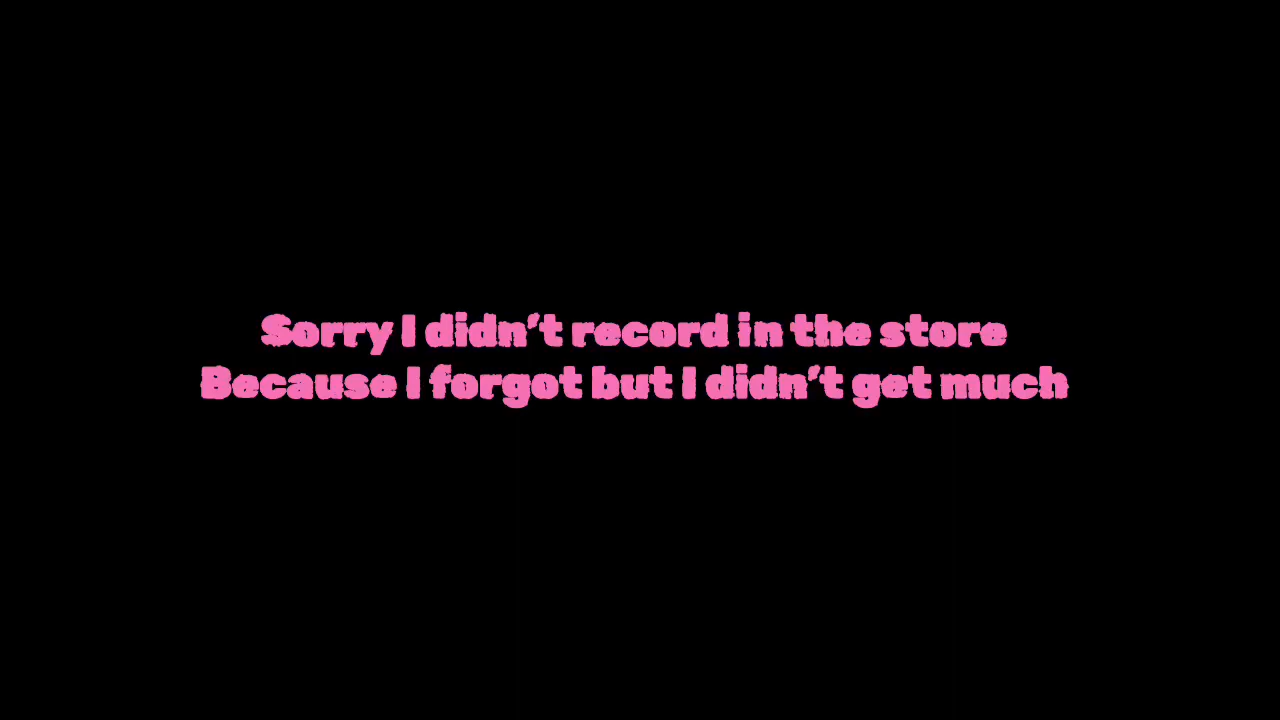 Sorry I didn't record in the store
Because I forgot but I didn't get much